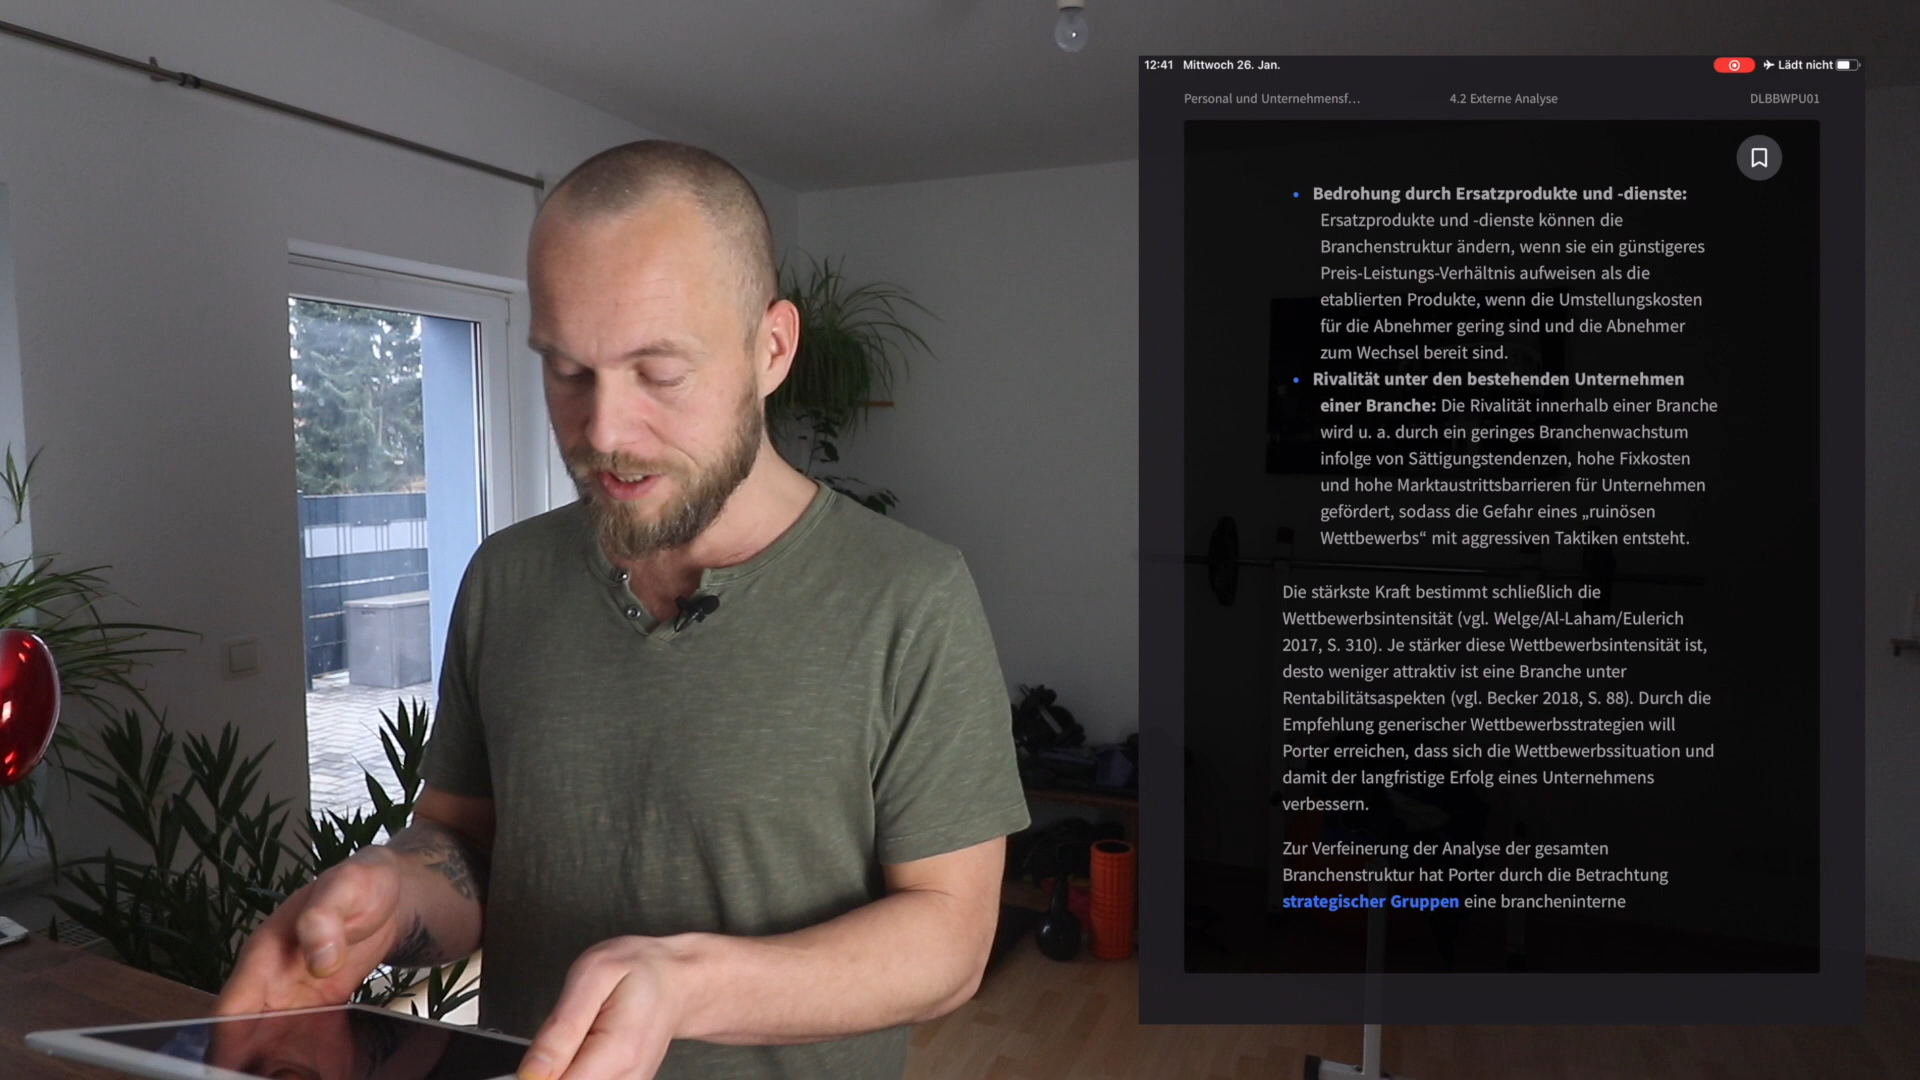 12:41 Mittwoch 26. Jan.
Lädt nicht
Personal und Unternehmensf… 4.2 Externe Analyse DLBBWPU01
• Bedrohung durch Ersatzprodukte und -dienste:
Ersatzprodukte und -dienste können die
Branchenstruktur ändern, wenn sie ein günstigeres
Preis-Leistungs-Verhältnis aufweisen als die
etablierten Produkte, wenn die Umstellungskosten
für die Abnehmer gering sind und die Abnehmer
zum Wechsel bereit sind.
• Rivalität unter den bestehenden Unternehmen
einer Branche: Die Rivalität innerhalb einer Branche
wird u. a. durch ein geringes Branchenwachstum
infolge von Sättigungstendenzen, hohe Fixkosten
und hohe Marktaustrittsbarrieren für Unternehmen
gefördert, sodass die Gefahr eines „ruinösen
Wettbewerbs“ mit aggressiven Taktiken entsteht.
Die stärkste Kraft bestimmt schließlich die
Wettbewerbsintensität (vgl. Welge/Al-Laham/Eulerich
2017, S. 310). Je stärker diese Wettbewerbsintensität ist,
desto weniger attraktiv ist eine Branche unter
Rentabilitätsaspekten (vgl. Becker 2018, S. 88). Durch die
Empfehlung generischer Wettbewerbsstrategien will
Porter erreichen, dass sich die Wettbewerbssituation und
damit der langfristige Erfolg eines Unternehmens
verbessern.
Zur Verfeinerung der Analyse der gesamten
Branchenstruktur hat Porter durch die Betrachtung
strategischer Gruppen eine brancheninterne